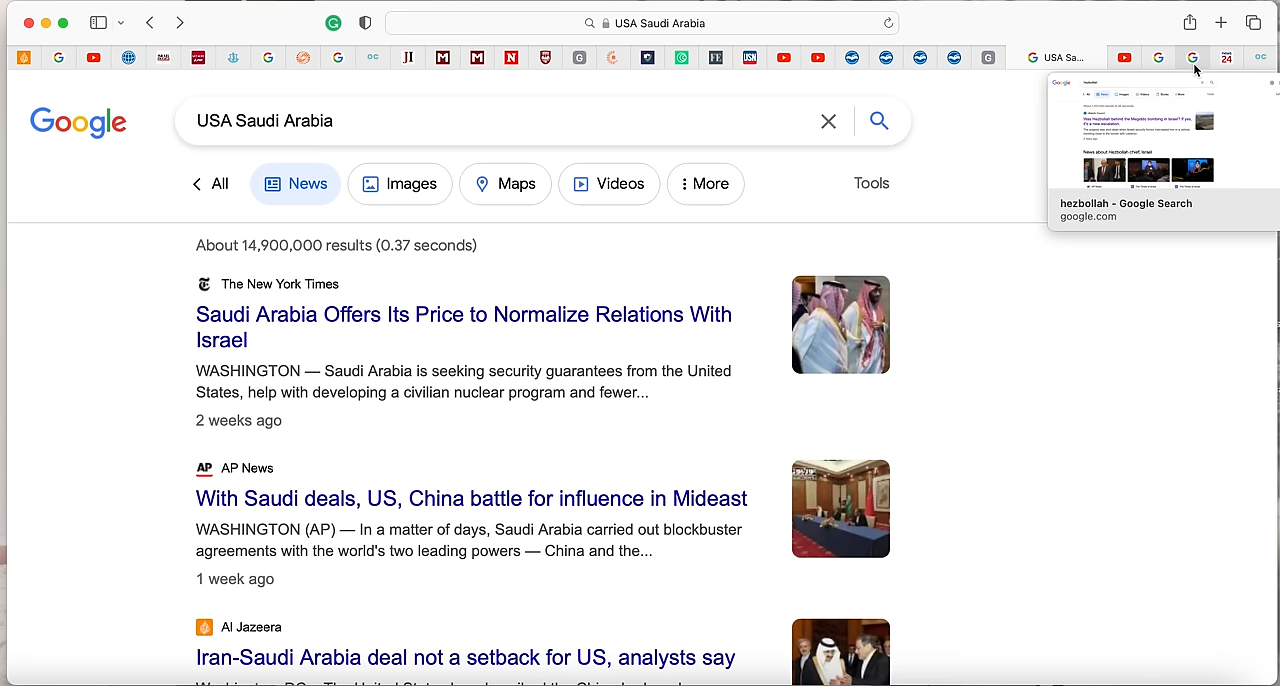 USA Saudi Arabia
USA Sa...
Google
USA Saudi Arabia
All
News
Images
Maps
Videos
More
Tools
hezbollah - Google Search
google.com
About 14,900,000 results (0.37 seconds)
The New York Times
Saudi Arabia Offers Its Price to Normalize Relations With
Israel
WASHINGTON — Saudi Arabia is seeking security guarantees from the United
States, help with developing a civilian nuclear program and fewer...
2 weeks ago
AP AP News
With Saudi deals, US, China battle for influence in Mideast
WASHINGTON (AP) — In a matter of days, Saudi Arabia carried out blockbuster
agreements with the world's two leading powers — China and the...
1 week ago
Al Jazeera
Iran-Saudi Arabia deal not a setback for US, analysts say